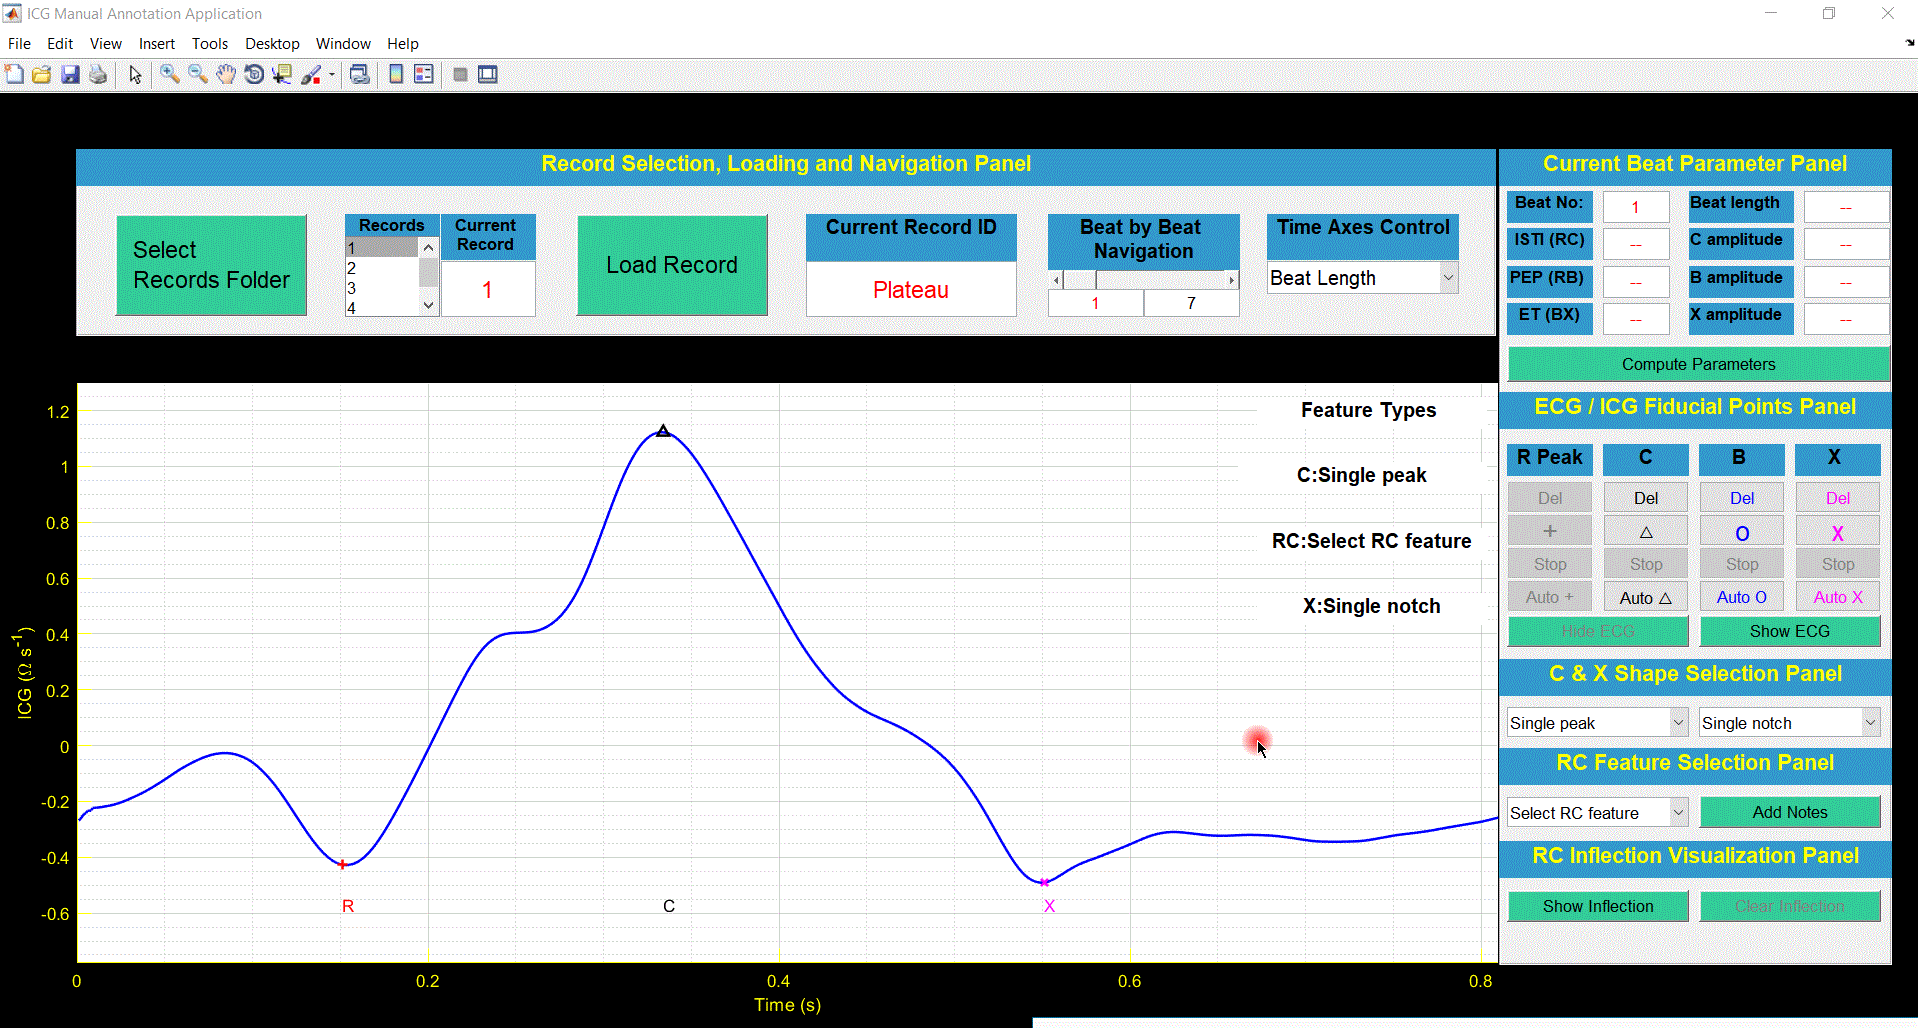 ICG Manual Annotation Application
File Edit View Insert Tools Desktop Window Help
Record Selection, Loading and Navigation Panel
Select
Records Folder
Records
1
2
3
4
Current
Record
1
Load Record
Current Record ID
Plateau
Beat by Beat
Navigation
1 7
Time Axes Control
Beat Length
Current Beat Parameter Panel
Beat No: 1 Beat length --
ISTI (RC) -- C amplitude --
PEP (RB) -- B amplitude --
ET (BX) -- X amplitude --
Compute Parameters
ECG / ICG Fiducial Points Panel
R Peak C B X
Del Del Del Del
+ △ O X
Stop Stop Stop Stop
Auto + Auto △ Auto O Auto X
Hide ECG Show ECG
C & X Shape Selection Panel
Single peak Single notch
RC Feature Selection Panel
Select RC feature Add Notes
RC Inflection Visualization Panel
Show Inflection Clear Inflection
Feature Types
C:Single peak
RC:Select RC feature
X:Single notch
1.2
1
0.8
0.6
0.4
0.2
0
-0.2
-0.4
-0.6
ICG (Ω s⁻¹)
R C X
0 0.2 0.4 0.6 0.8
Time (s)